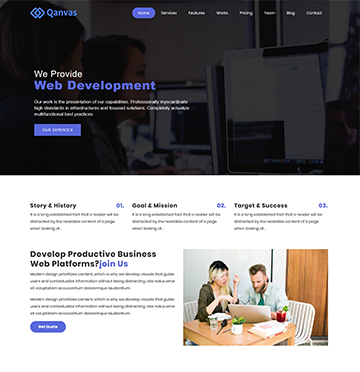 Qanvas
Home Services Features Works Pricing Team Blog Contact
We Provide
Web Development
Our work is the presentation of our capabilities. Professionally myocardinate
high standards in infrastructures and focused solutions. Completely actualize
multifunctional best practices
OUR SERVICES
Story & History 01.
It is a long established fact that a reader will be
distracted by the readable content of a page
when looking at .
Goal & Mission 02.
It is a long established fact that a reader will be
distracted by the readable content of a page
when looking at .
Target & Success 03.
It is a long established fact that a reader will be
distracted by the readable content of a page
when looking at .
Develop Productive Business
Web Platforms?join Us
Modern design prioritizes content, which is why we develop visuals that guide
users and contextualize information without being distracting, iste natus error
sit voluptatem accusantium doloremque laudantium.
Modern design prioritizes content, which is why we develop visuals that guide
users and contextualize information without being distracting, iste natus error
sit voluptatem accusantium doloremque laudantium.
Get Quote